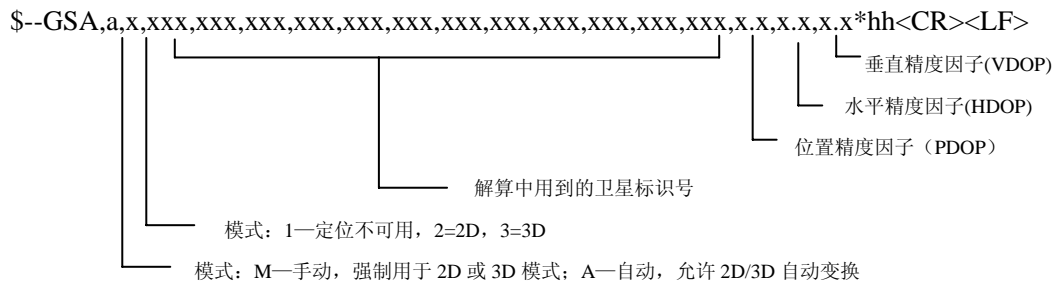 $--GSA,a,x,xxx,xxx,xxx,xxx,xxx,xxx,xxx,xxx,xxx,xxx,xxx,xxx,x.x,x.x,x.x*hh<CR><LF>
垂直精度因子(VDOP)
水平精度因子(HDOP)
位置精度因子（PDOP）
解算中用到的卫星标识号
模式：1—定位不可用，2=2D，3=3D
模式：M—手动，强制用于 2D 或 3D 模式；A—自动，允许 2D/3D 自动变换